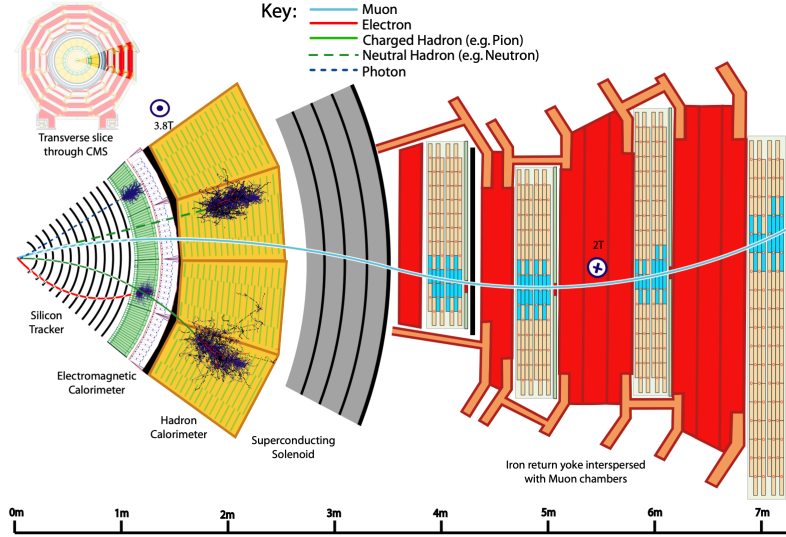 Key:
Muon
Electron
Charged Hadron (e.g. Pion)
Neutral Hadron (e.g. Neutron)
Photon
Transverse slice
through CMS
3.8T
2T
Silicon
Tracker
Electromagnetic
Calorimeter
Hadron
Calorimeter
Superconducting
Solenoid
Iron return yoke interspersed
with Muon chambers
0m
1m
2m
3m
4m
5m
6m
7m